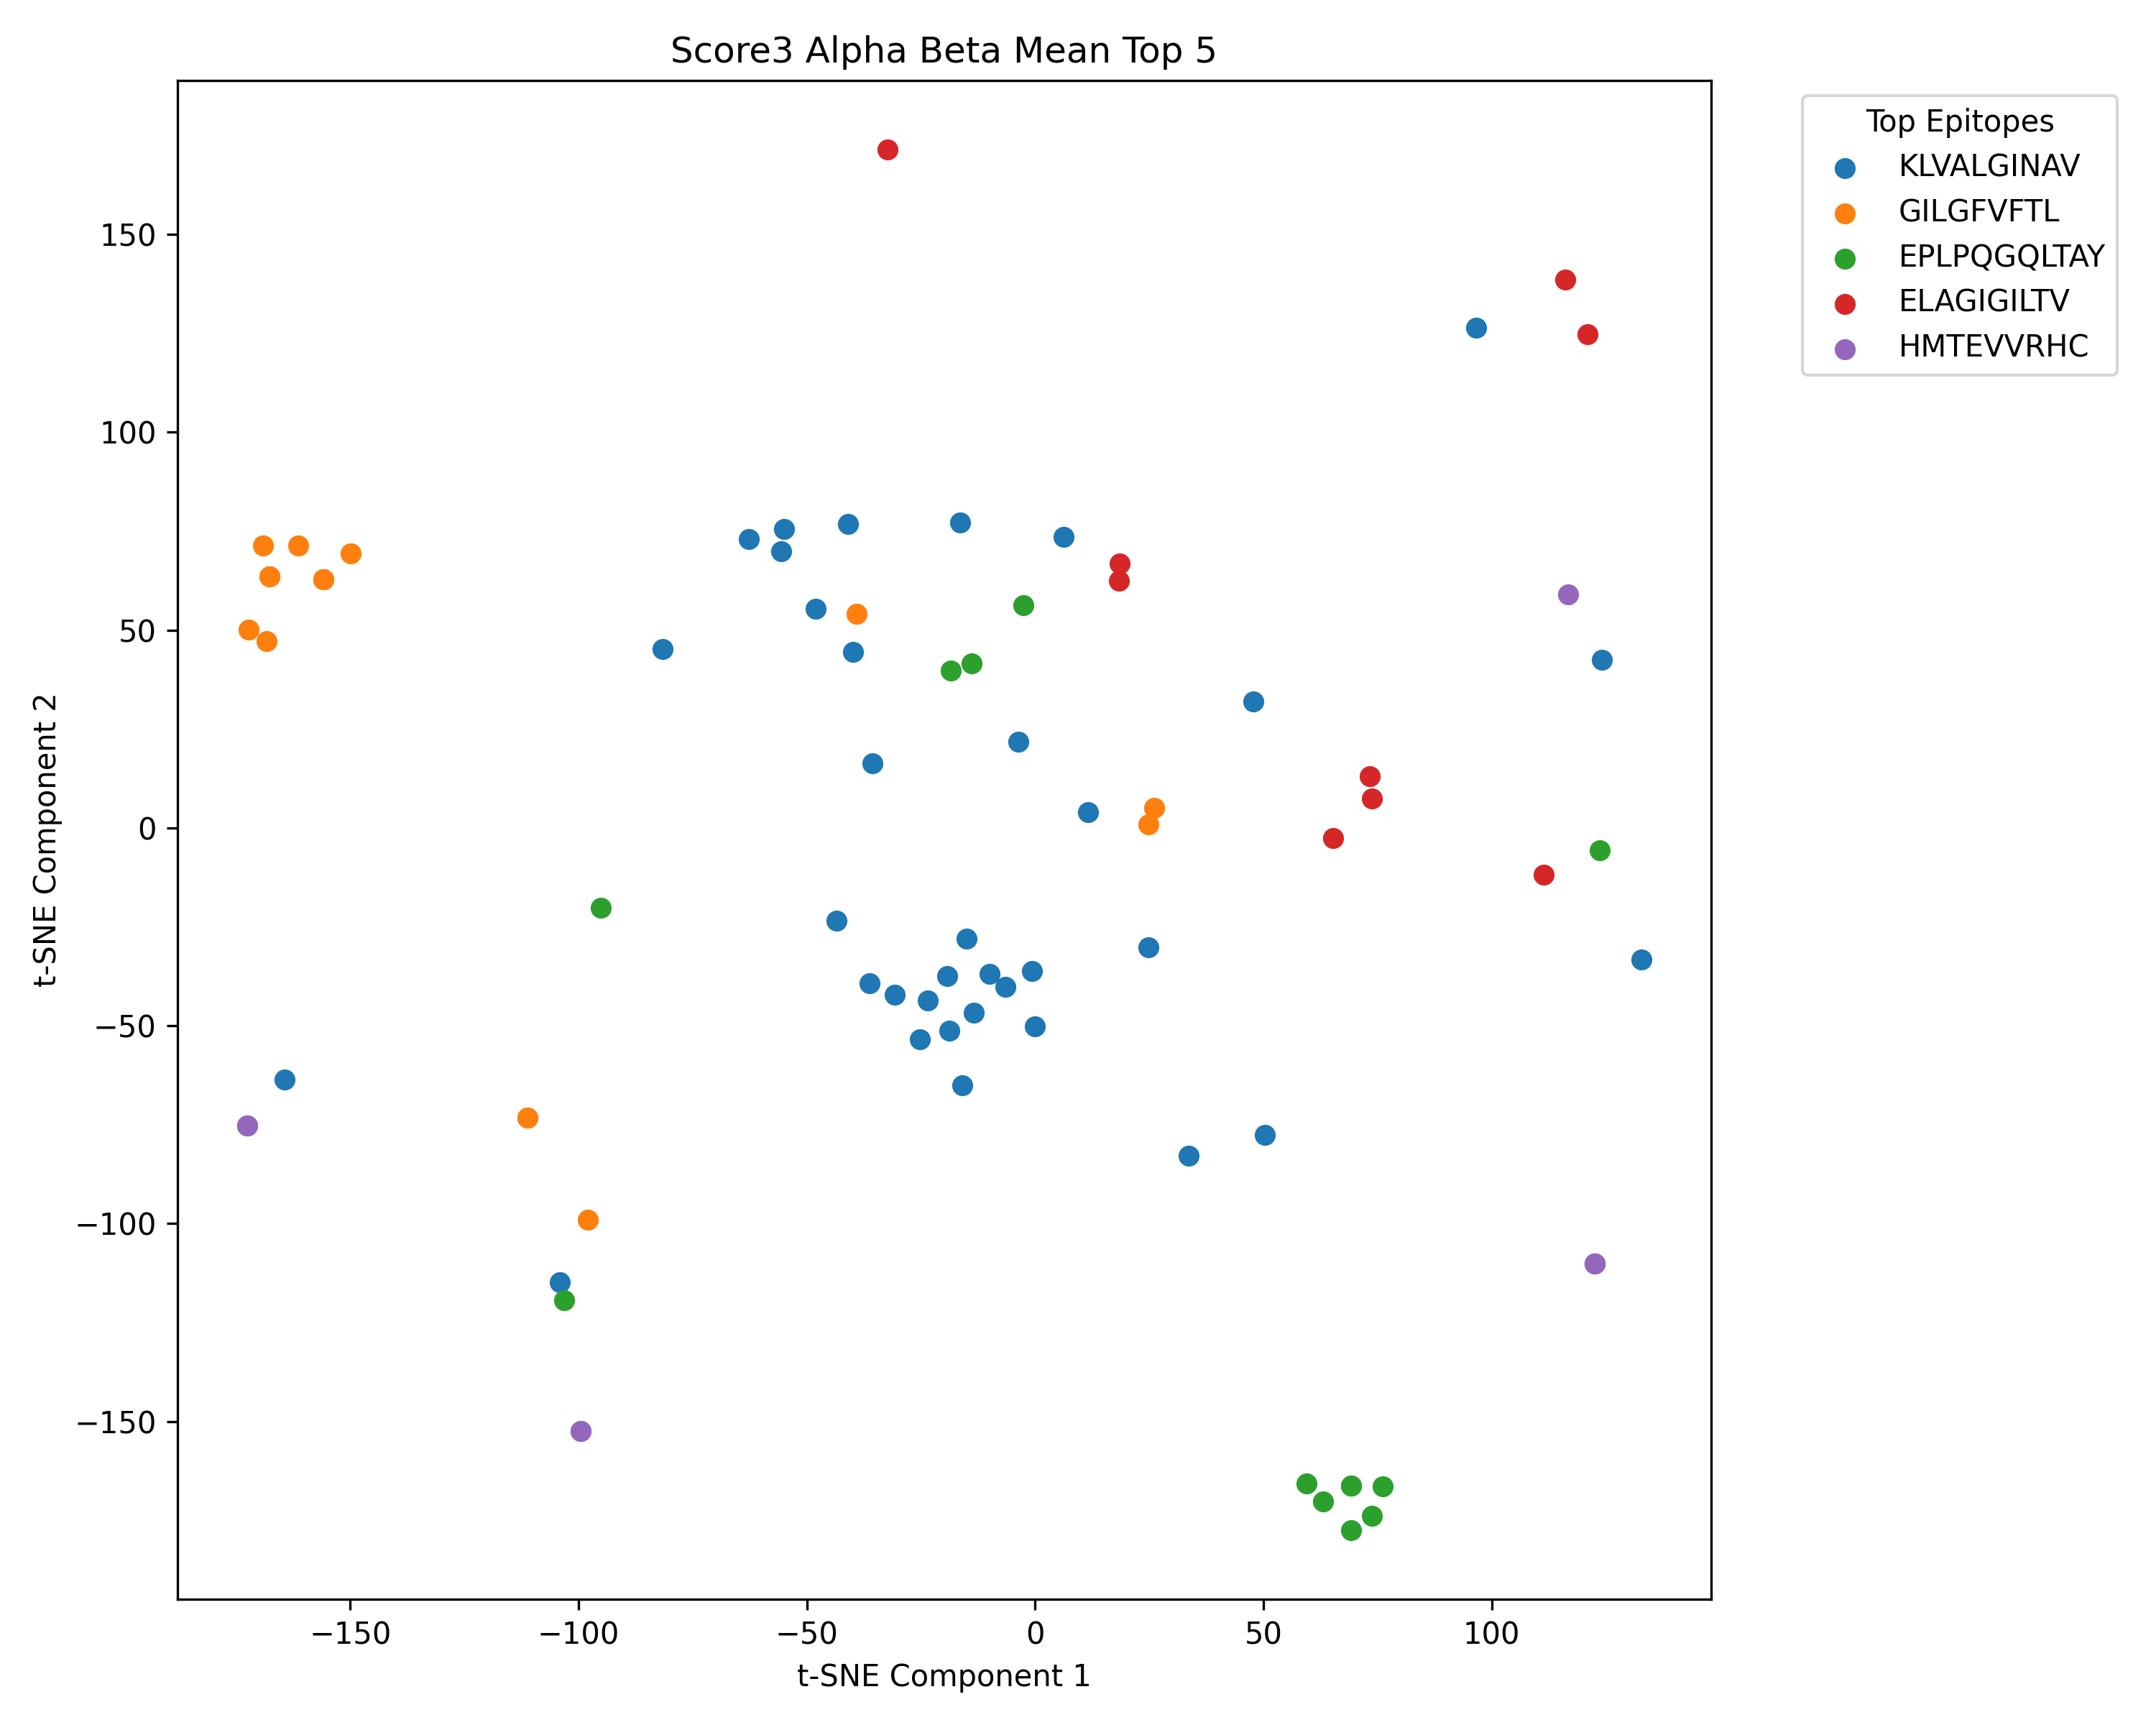 Score3 Alpha Beta Mean Top 5
Top Epitopes
KLVALGINAV
GILGFVFTL
EPLPQGQLTAY
ELAGIGILTV
HMTEVVRHC
t-SNE Component 2
150
100
50
0
−50
−100
−150
−150
−100
−50
0
50
100
t-SNE Component 1